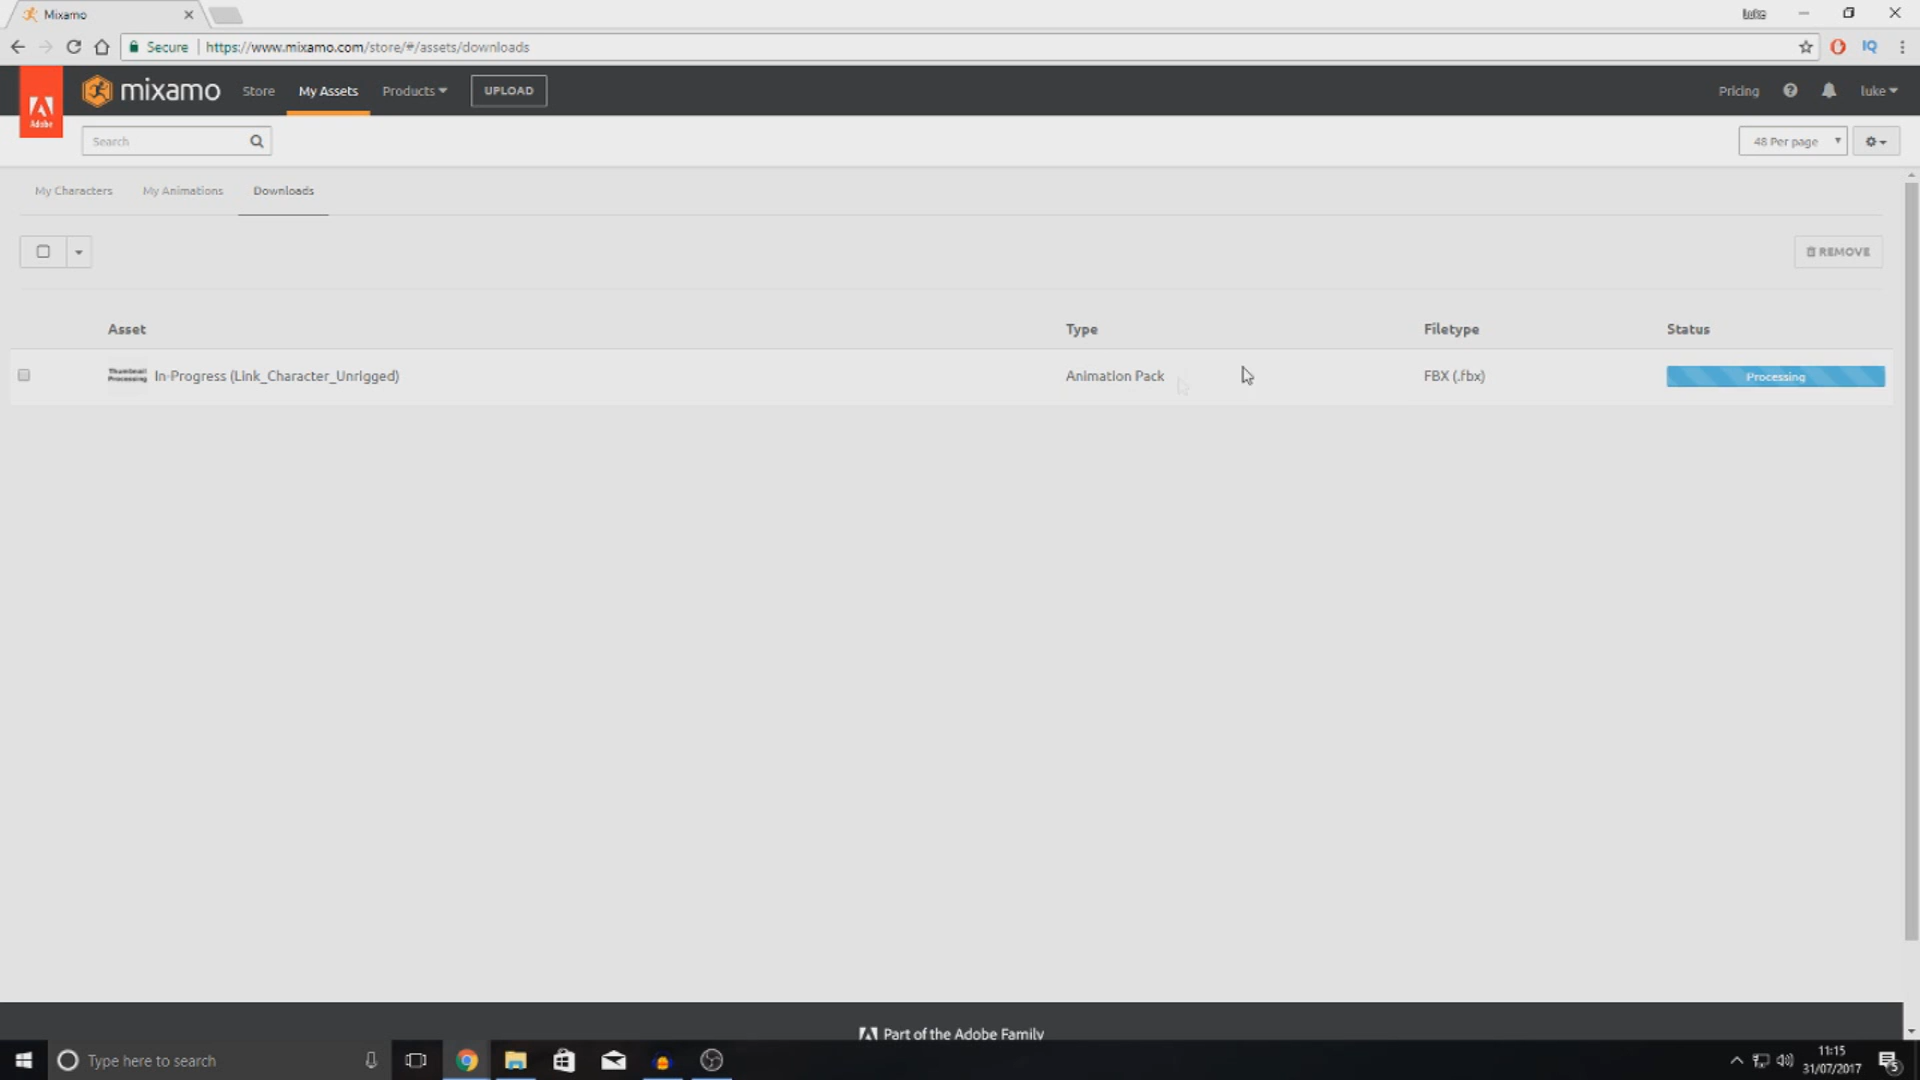 Mixamo
luke
Secure https://www.mixamo.com/store/#/assets/downloads
IQ
Adobe
mixamo Store My Assets Products UPLOAD Pricing luke
Search 48 Per page
My Characters My Animations Downloads
REMOVE
Asset Type Filetype Status
Thumbnail Processing In-Progress (Link_Character_Unrigged) Animation Pack FBX (.fbx) Processing
Part of the Adobe Family
Type here to search
11:15
31/07/2017
5